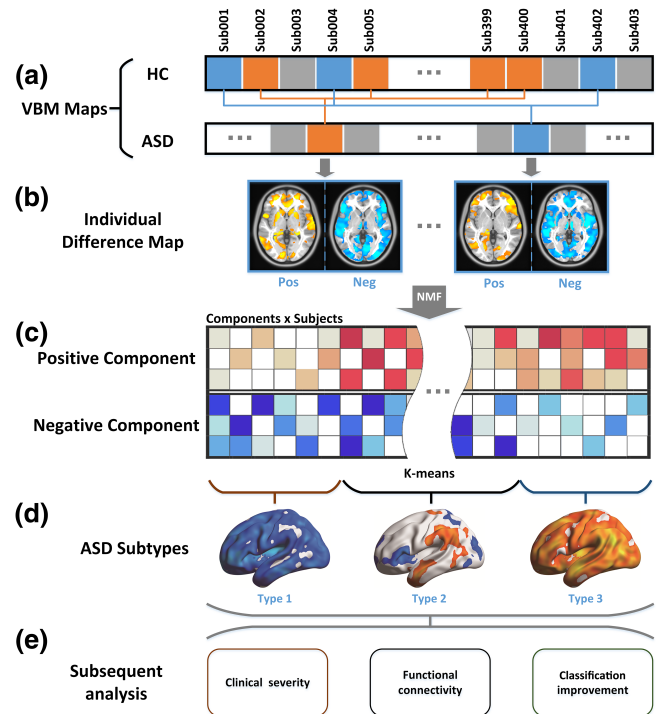 Sub001
Sub002
Sub003
Sub004
Sub005
Sub399
Sub400
Sub401
Sub402
Sub403
(a)
HC
VBM Maps
ASD
(b)
Individual
Difference Map
Pos
Neg
Pos
Neg
NMF
(c)
Components x Subjects
Positive Component
Negative Component
K-means
(d)
ASD Subtypes
Type 1
Type 2
Type 3
(e)
Subsequent
analysis
Clinical severity
Functional
connectivity
Classification
improvement